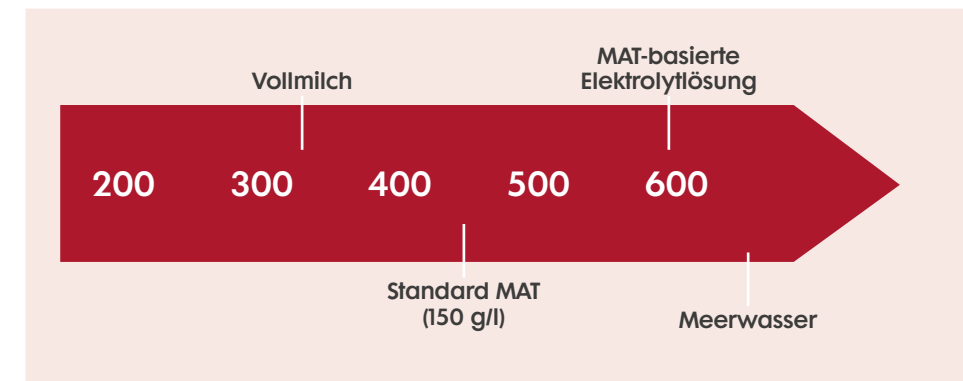 MAT-basierte
Elektrolytlösung
Vollmilch
200 300 400 500 600
Standard MAT
(150 g/l)
Meerwasser